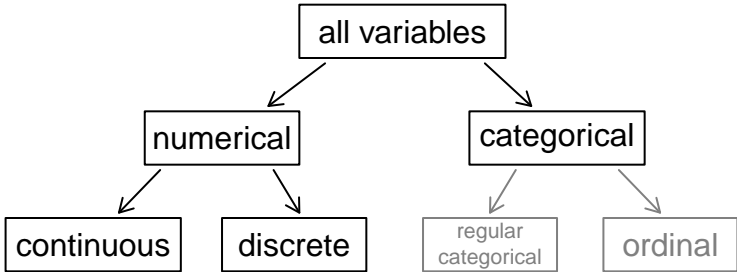 all variables
numerical
categorical
continuous
discrete
regular
categorical
ordinal